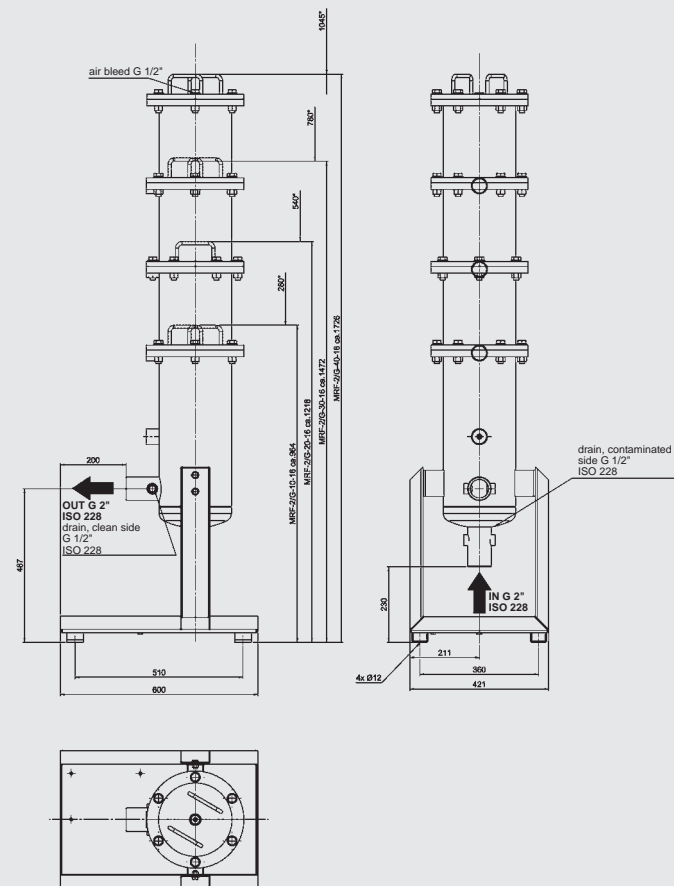 1045*
air bleed G 1/2"
780*
540*
280*
MRF-2/G-10-16 ca.964
MRF-2/G-20-16 ca.1218
MRF-2/G-30-16 ca.1472
MRF-2/G-40-16 ca.1726
200
OUT G 2"
ISO 228
drain, clean side
G 1/2"
ISO 228
487
510
600
drain, contaminated
side G 1/2"
ISO 228
IN G 2"
ISO 228
230
211
4x Ø12
360
421